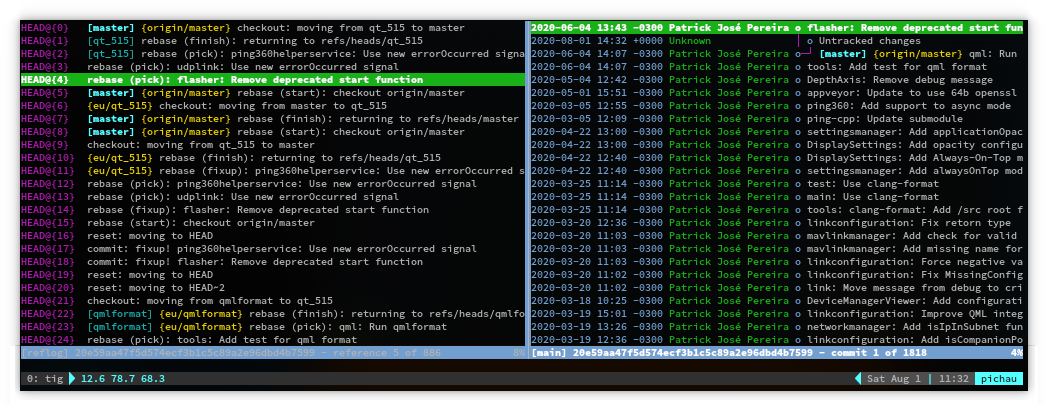 HEAD@{0} [master] {origin/master} checkout: moving from qt_515 to master
HEAD@{1} [qt_515] rebase (finish): returning to refs/heads/qt_515
HEAD@{2} [qt_515] rebase (pick): ping360helperservice: Use new errorOccurred signa
HEAD@{3} rebase (pick): udplink: Use new errorOccurred signal
HEAD@{4} rebase (pick): flasher: Remove deprecated start function
HEAD@{5} [master] {origin/master} rebase (start): checkout origin/master
HEAD@{6} {eu/qt_515} checkout: moving from master to qt_515
HEAD@{7} [master] {origin/master} rebase (finish): returning to refs/heads/master
HEAD@{8} [master] {origin/master} rebase (start): checkout origin/master
HEAD@{9} checkout: moving from qt_515 to master
HEAD@{10} {eu/qt_515} rebase (finish): returning to refs/heads/qt_515
HEAD@{11} {eu/qt_515} rebase (fixup): ping360helperservice: Use new errorOccurred s
HEAD@{12} rebase (pick): ping360helperservice: Use new errorOccurred signal
HEAD@{13} rebase (pick): udplink: Use new errorOccurred signal
HEAD@{14} rebase (fixup): flasher: Remove deprecated start function
HEAD@{15} rebase (start): checkout origin/master
HEAD@{16} reset: moving to HEAD
HEAD@{17} commit: fixup! ping360helperservice: Use new errorOccurred signal
HEAD@{18} commit: fixup! flasher: Remove deprecated start function
HEAD@{19} reset: moving to HEAD
HEAD@{20} reset: moving to HEAD~2
HEAD@{21} checkout: moving from qmlformat to qt_515
HEAD@{22} [qmlformat] {eu/qmlformat} rebase (finish): returning to refs/heads/qmlfo
HEAD@{23} [qmlformat] {eu/qmlformat} rebase (pick): qml: Run qmlformat
HEAD@{24} rebase (pick): tools: Add test for qml format
[reflog] 20e59aa47f5d574ecf3b1c5c89a2e96dbd4b7599 - reference 5 of 886 8%
2020-06-04 13:43 -0300 Patrick José Pereira o flasher: Remove deprecated start fun
2020-08-01 14:32 +0000 Unknown | o Untracked changes
2020-06-04 14:07 -0300 Patrick José Pereira o─┘ [master] {origin/master} qml: Run
2020-06-04 14:07 -0300 Patrick José Pereira o tools: Add test for qml format
2020-05-04 12:42 -0300 Patrick José Pereira o DepthAxis: Remove debug message
2020-05-01 15:51 -0300 Patrick José Pereira o appveyor: Update to use 64b openssl
2020-03-05 12:55 -0300 Patrick José Pereira o ping360: Add support to async mode
2020-03-05 12:09 -0300 Patrick José Pereira o ping-cpp: Update submodule
2020-04-22 13:00 -0300 Patrick José Pereira o settingsmanager: Add applicationOpac
2020-04-22 13:00 -0300 Patrick José Pereira o DisplaySettings: Add opacity configu
2020-04-22 12:40 -0300 Patrick José Pereira o DisplaySettings: Add Always-On-Top m
2020-04-22 12:40 -0300 Patrick José Pereira o settingsmanager: Add alwaysOnTop mod
2020-03-25 11:14 -0300 Patrick José Pereira o test: Use clang-format
2020-03-25 11:14 -0300 Patrick José Pereira o main: Use clang-format
2020-03-25 11:14 -0300 Patrick José Pereira o tools: clang-format: Add /src root f
2020-03-20 12:36 -0300 Patrick José Pereira o linkconfiguration: Fix retorn type
2020-03-20 11:03 -0300 Patrick José Pereira o mavlinkmanager: Add check for valid
2020-03-20 11:03 -0300 Patrick José Pereira o mavlinkmanager: Add missing name for
2020-03-20 11:03 -0300 Patrick José Pereira o linkconfiguration: Force negative va
2020-03-20 11:02 -0300 Patrick José Pereira o linkconfiguration: Fix MissingConfig
2020-03-20 11:02 -0300 Patrick José Pereira o link: Move message from debug to cri
2020-03-18 10:25 -0300 Patrick José Pereira o DeviceManagerViewer: Add configurati
2020-03-19 15:01 -0300 Patrick José Pereira o linkconfiguration: Improve QML integ
2020-03-19 13:26 -0300 Patrick José Pereira o networkmanager: Add isIpInSubnet fun
2020-03-19 12:36 -0300 Patrick José Pereira o linkconfiguration: Add isCompanionPo
[main] 20e59aa47f5d574ecf3b1c5c89a2e96dbd4b7599 - commit 1 of 1818 4%
0: tig 12.6 78.7 68.3 Sat Aug 1 | 11:32 pichau